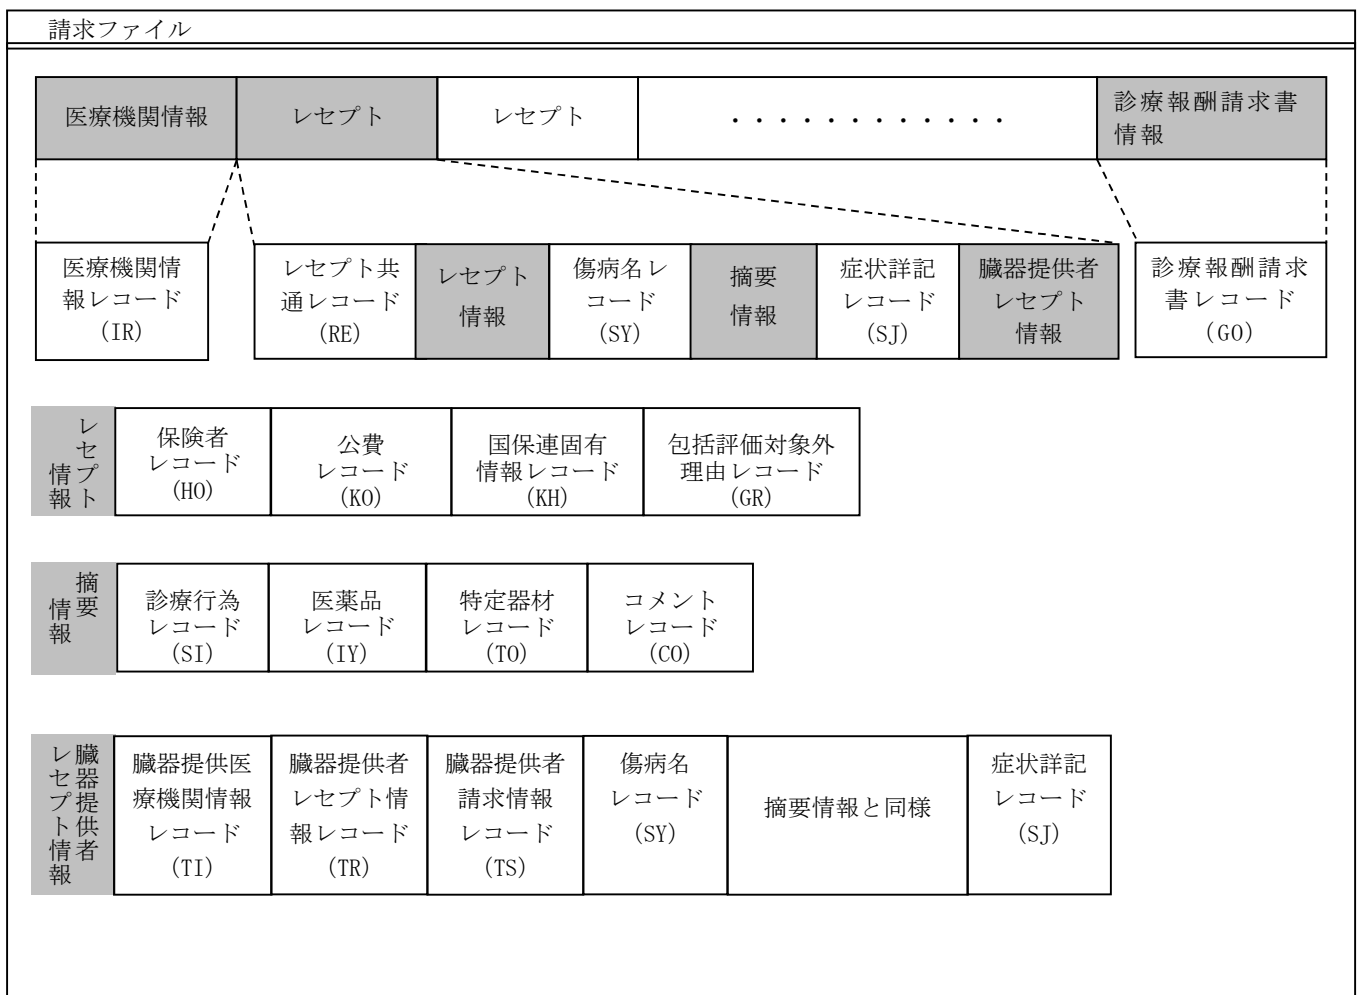 請求ファイル
医療機関情報
レセプト
レセプト
・・・・・・・・・・・・
診療報酬請求書
情報
医療機関情
報レコード
(IR)
レセプト共
通レコード
(RE)
レセプト
情報
傷病名レ
コード
(SY)
摘要
情報
症状詳記
レコード
(SJ)
臓器提供者
レセプト
情報
診療報酬請求
書レコード
(GO)
レセプト
情報
保険者
レコード
(HO)
公費
レコード
(KO)
国保連固有
情報レコード
(KH)
包括評価対象外
理由レコード
(GR)
摘要
情報
診療行為
レコード
(SI)
医薬品
レコード
(IY)
特定器材
レコード
(TO)
コメント
レコード
(CO)
臓器提供者
レセプト情報
臓器提供医
療機関情報
レコード
(TI)
臓器提供者
レセプト情
報レコード
(TR)
臓器提供者
請求情報
レコード
(TS)
傷病名
レコード
(SY)
摘要情報と同様
症状詳記
レコード
(SJ)